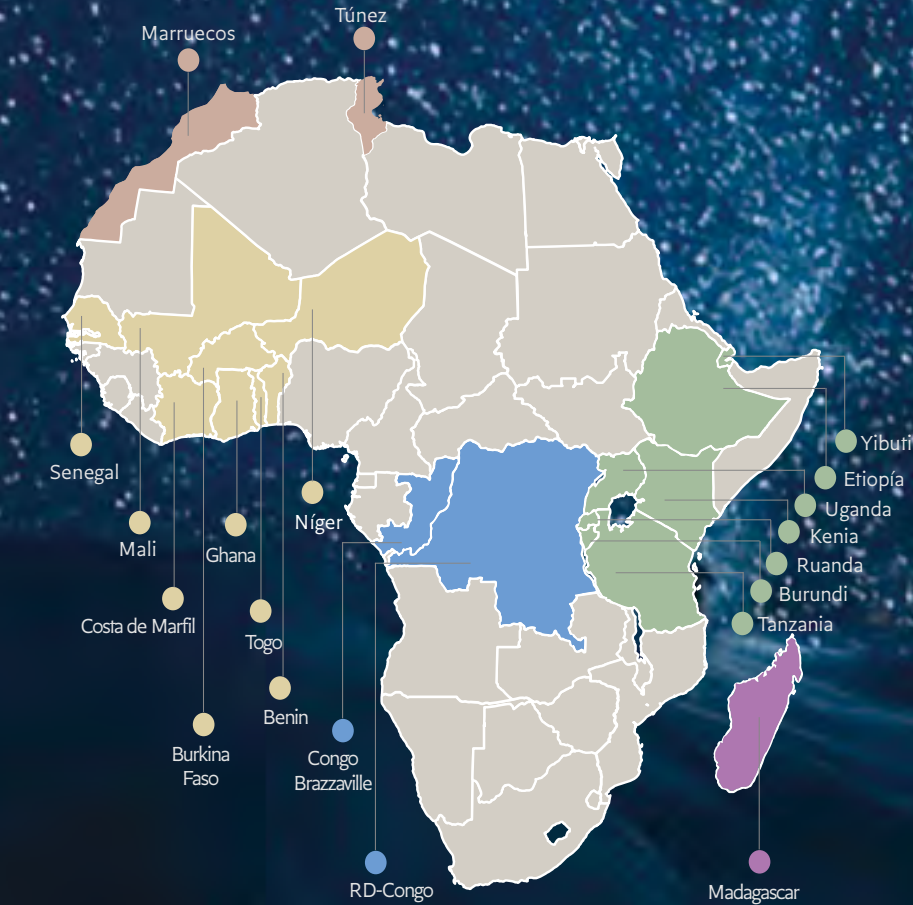 Túnez
Marruecos
Yibuti
Senegal
Etiopía
Uganda
Níger
Kenia
Mali
Ghana
Ruanda
Burundi
Costa de Marfil
Tanzania
Togo
Benin
Burkina
Faso
Congo
Brazzaville
RD-Congo
Madagascar